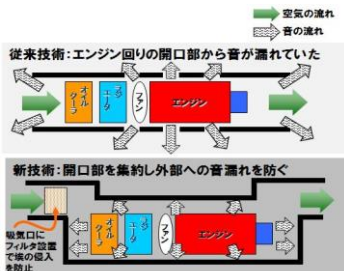 空気の流れ
音の流れ
従来技術：エンジン回りの開口部から音が漏れていた
オイルクーラ
ラジエータ
ファン
エンジン
新技術：開口部を集約し外部への音漏れを防ぐ
オイルクーラ
ラジエータ
ファン
エンジン
吸気口に
フィルタ設置
で埃の侵入
を防止